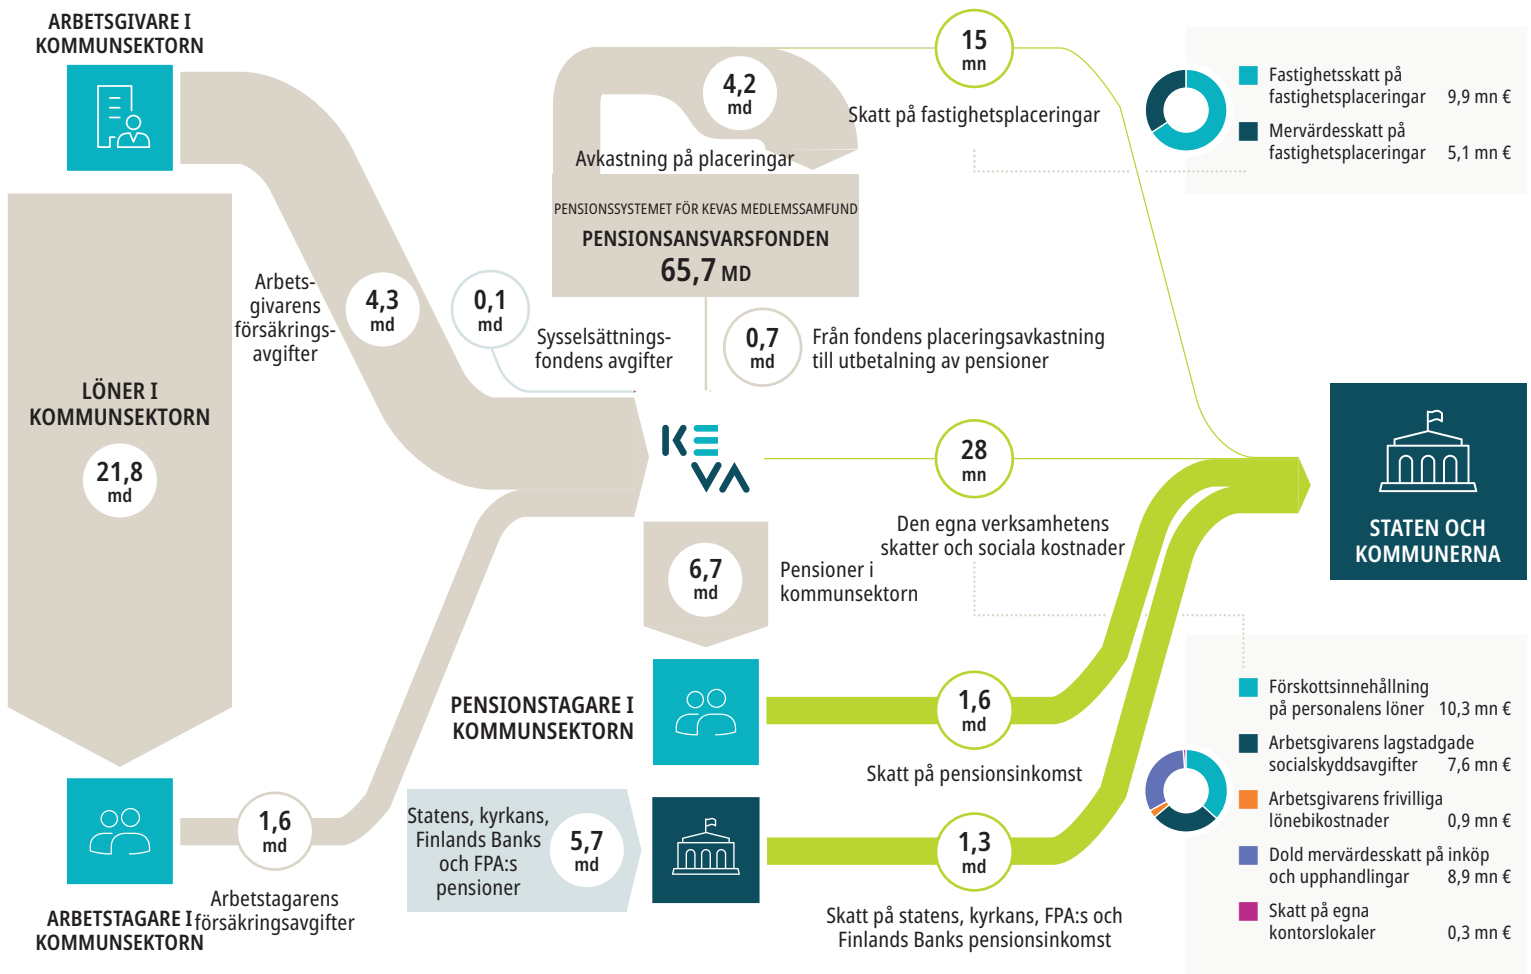 ARBETSGIVARE I
KOMMUNSEKTORN
LÖNER I
KOMMUNSEKTORN
21,8
md
ARBETSTAGARE I
KOMMUNSEKTORN
Arbets-
givarens
försäkrings-
avgifter
4,3
md
0,1
md
Sysselsättnings-
fondens avgifter
1,6
md
Arbetstagarens
försäkringsavgifter
4,2
md
Avkastning på placeringar
PENSIONSSYSTEMET FÖR KEVAS MEDLEMSSAMFUND
PENSIONSANSVARSFONDEN
65,7 MD
0,7
md
Från fondens placeringsavkastning
till utbetalning av pensioner
KEVA
6,7
md
Pensioner i
kommunsektorn
PENSIONSTAGARE I
KOMMUNSEKTORN
Statens, kyrkans,
Finlands Banks
och FPA:s
pensioner
5,7
md
15
mn
Skatt på fastighetsplaceringar
28
mn
Den egna verksamhetens
skatter och sociala kostnader
1,6
md
Skatt på pensionsinkomst
1,3
md
Skatt på statens, kyrkans, FPA:s och
Finlands Banks pensionsinkomst
Fastighetsskatt på
fastighetsplaceringar 9,9 mn €
Mervärdesskatt på
fastighetsplaceringar 5,1 mn €
STATEN OCH
KOMMUNERNA
Förskottsinnehållning
på personalens löner 10,3 mn €
Arbetsgivarens lagstadgade
socialskyddsavgifter 7,6 mn €
Arbetsgivarens frivilliga
lönebikostnader 0,9 mn €
Dold mervärdesskatt på inköp
och upphandlingar 8,9 mn €
Skatt på egna
kontorslokaler 0,3 mn €